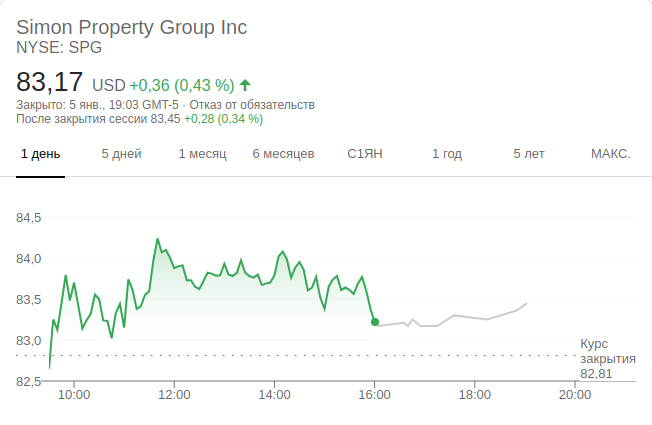 Simon Property Group Inc
NYSE: SPG
83,17 USD +0,36 (0,43 %)
Закрыто: 5 янв., 19:03 GMT-5 · Отказ от обязательств
После закрытия сессии 83,45 +0,28 (0,34 %)
1 день 5 дней 1 месяц 6 месяцев С1ЯН 1 год 5 лет МАКС.
84,5
84,0
83,5
83,0
Курс
закрытия
82,81
82,5
10:00 12:00 14:00 16:00 18:00 20:00